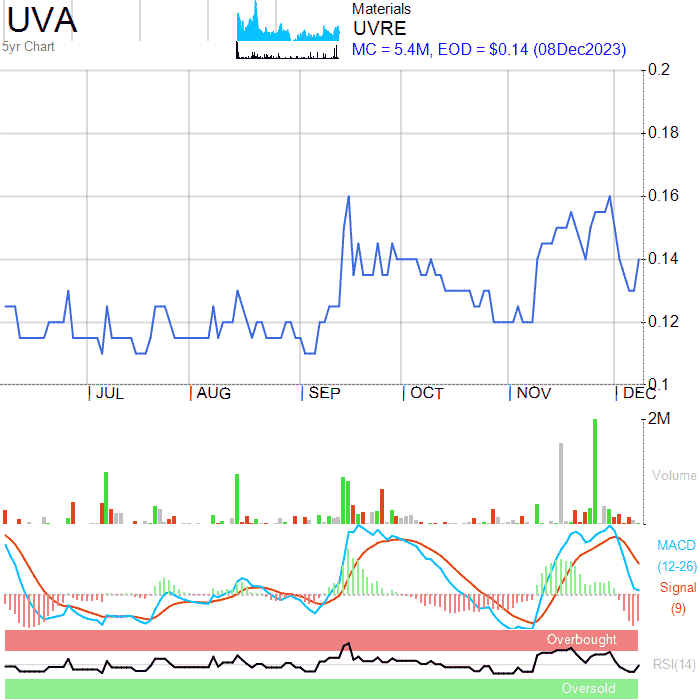 UVA
5yr Chart
Materials
UVRE
MC = 5.4M, EOD = $0.14 (08Dec2023)
0.2
0.18
0.16
0.14
0.12
0.1
JUL AUG SEP OCT NOV DEC
2M
Volume
MACD
(12-26)
Signal
(9)
Overbought
RSI(14)
Oversold